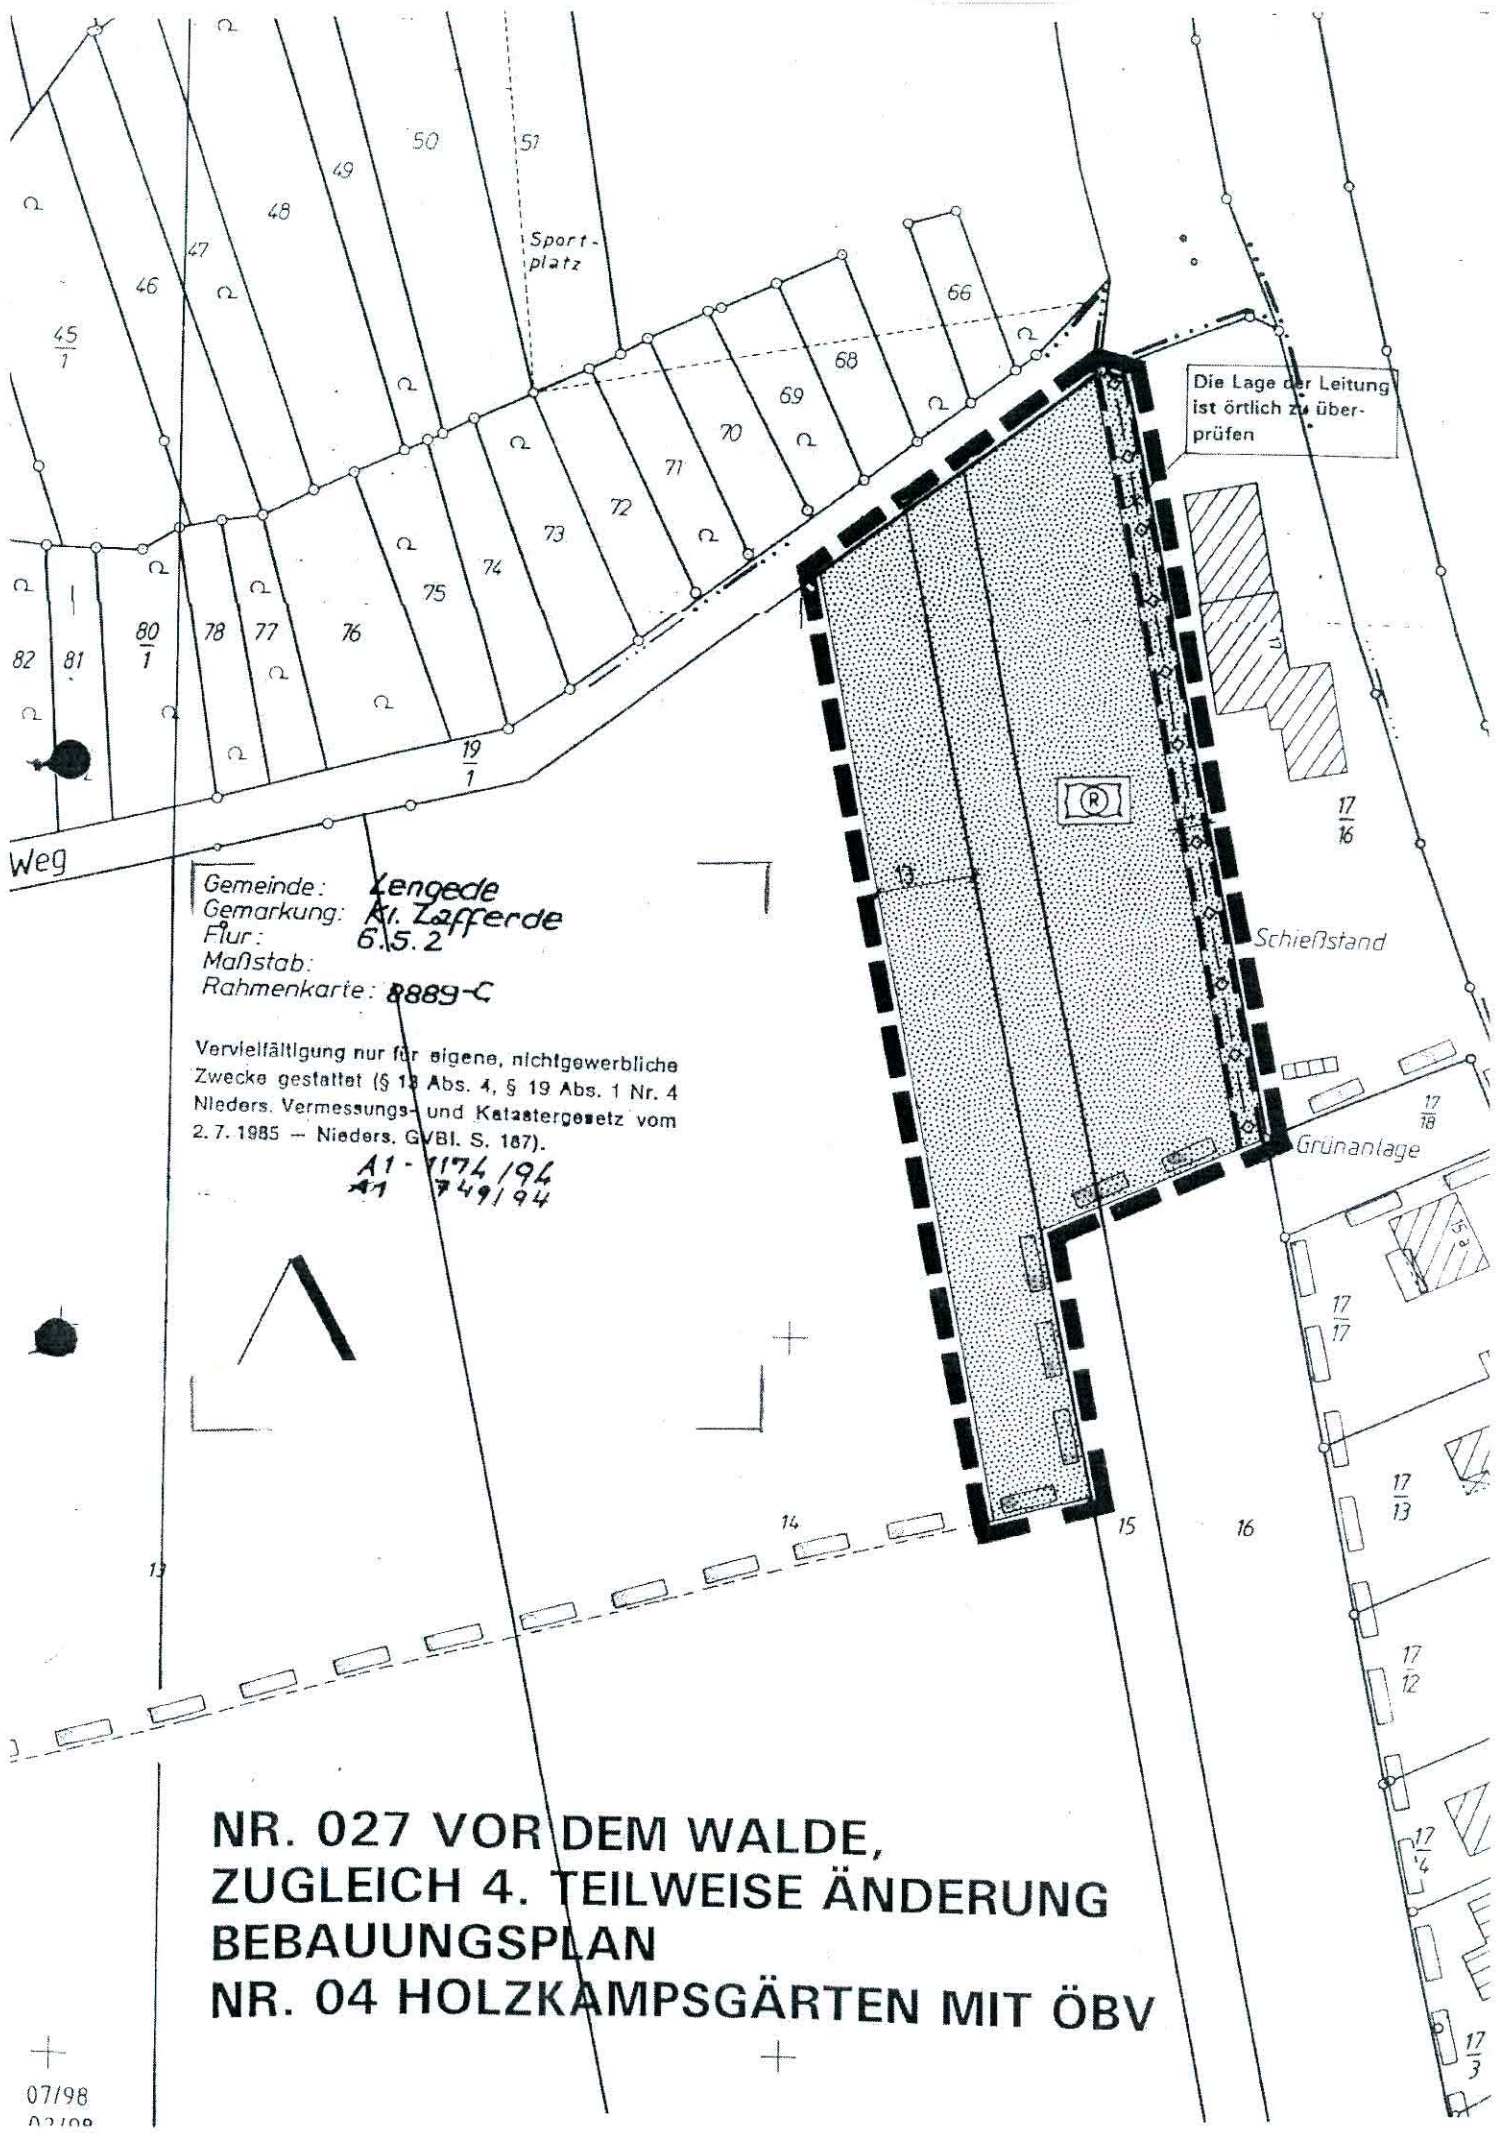 50
51
49
48
47
46
45
1
Sport-
platz
66
68
69
70
71
72
73
74
75
76
77
78
80
1
81
82
Die Lage der Leitung
ist örtlich zu über-
prüfen
17
R
17
16
19
1
Weg
13
Gemeinde: Lengede
Gemarkung: Kl. Lafferde
Flur: 6.5.2
Maßstab:
Rahmenkarte: 8889-C
Schießstand
Vervielfältigung nur für eigene, nichtgewerbliche
Zwecke gestattet (§ 13 Abs. 4, § 19 Abs. 1 Nr. 4
Nieders. Vermessungs- und Katastergesetz vom
2. 7. 1985 – Nieders. GVBl. S. 187).
A1 - 1174/94
A1 749/94
17
18
Grünanlage
15a
17
17
17
13
14
15
16
13
17
12
17
4
17
3
NR. 027 VOR DEM WALDE,
ZUGLEICH 4. TEILWEISE ÄNDERUNG
BEBAUUNGSPLAN
NR. 04 HOLZKAMPSGÄRTEN MIT ÖBV
07/98